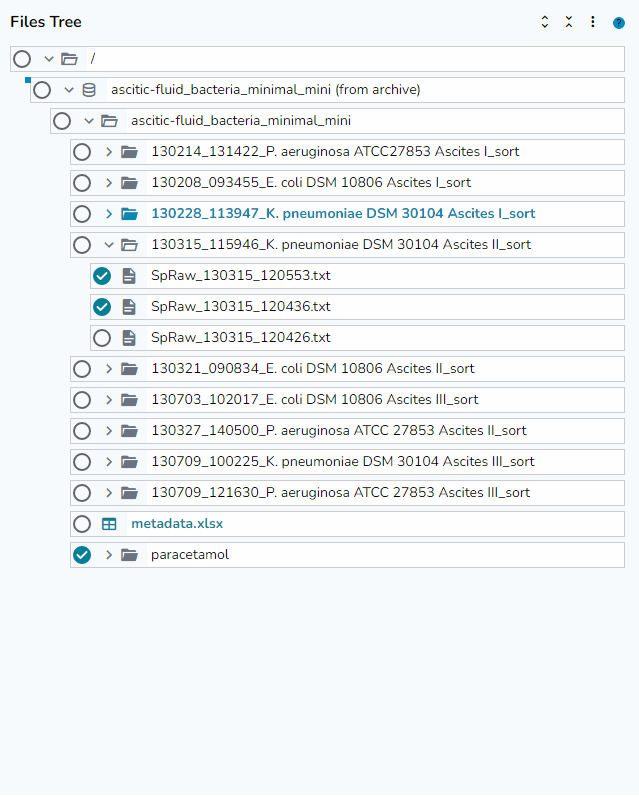 Files Tree
?
/
ascitic-fluid_bacteria_minimal_mini (from archive)
ascitic-fluid_bacteria_minimal_mini
130214_131422_P. aeruginosa ATCC27853 Ascites I_sort
130208_093455_E. coli DSM 10806 Ascites I_sort
130228_113947_K. pneumoniae DSM 30104 Ascites I_sort
130315_115946_K. pneumoniae DSM 30104 Ascites II_sort
SpRaw_130315_120553.txt
SpRaw_130315_120436.txt
SpRaw_130315_120426.txt
130321_090834_E. coli DSM 10806 Ascites II_sort
130703_102017_E. coli DSM 10806 Ascites III_sort
130327_140500_P. aeruginosa ATCC 27853 Ascites II_sort
130709_100225_K. pneumoniae DSM 30104 Ascites III_sort
130709_121630_P. aeruginosa ATCC 27853 Ascites III_sort
metadata.xlsx
paracetamol